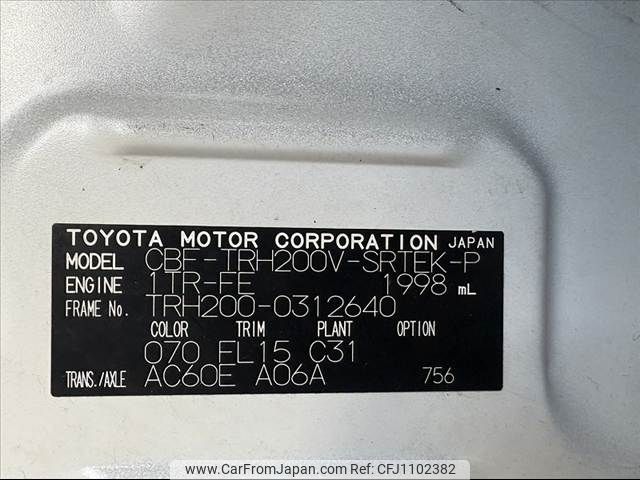 TOYOTA MOTOR CORPORATION JAPAN
MODEL CBF-TRH200V-SRTEK-P
ENGINE 1TR-FE 1998 mL
FRAME No. TRH200-0312640
COLOR TRIM PLANT OPTION
070 FL15 C31
TRANS./AXLE AC60E A06A 756
www.CarFromJapan.com - CFJ1102382